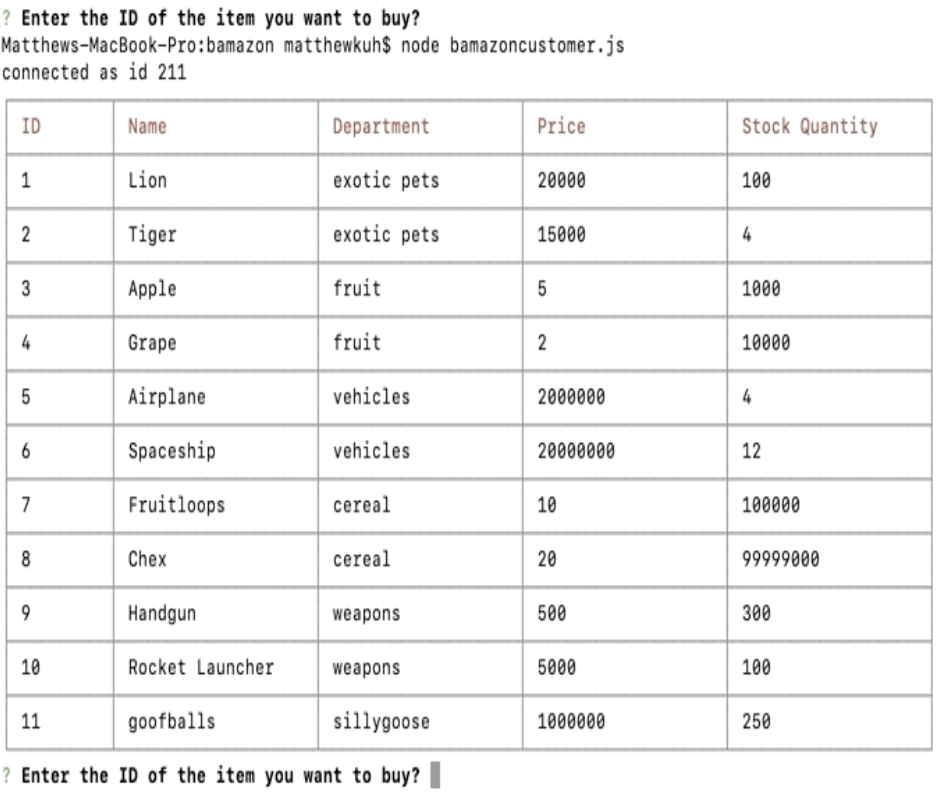 ? Enter the ID of the item you want to buy?
Matthews-MacBook-Pro:bamazon matthewkuh$ node bamazoncustomer.js
connected as id 211
ID Name Department Price Stock Quantity
1 Lion exotic pets 20000 100
2 Tiger exotic pets 15000 4
3 Apple fruit 5 1000
4 Grape fruit 2 10000
5 Airplane vehicles 2000000 4
6 Spaceship vehicles 20000000 12
7 Fruitloops cereal 10 100000
8 Chex cereal 20 99999000
9 Handgun weapons 500 300
10 Rocket Launcher weapons 5000 100
11 goofballs sillygoose 1000000 250
? Enter the ID of the item you want to buy?